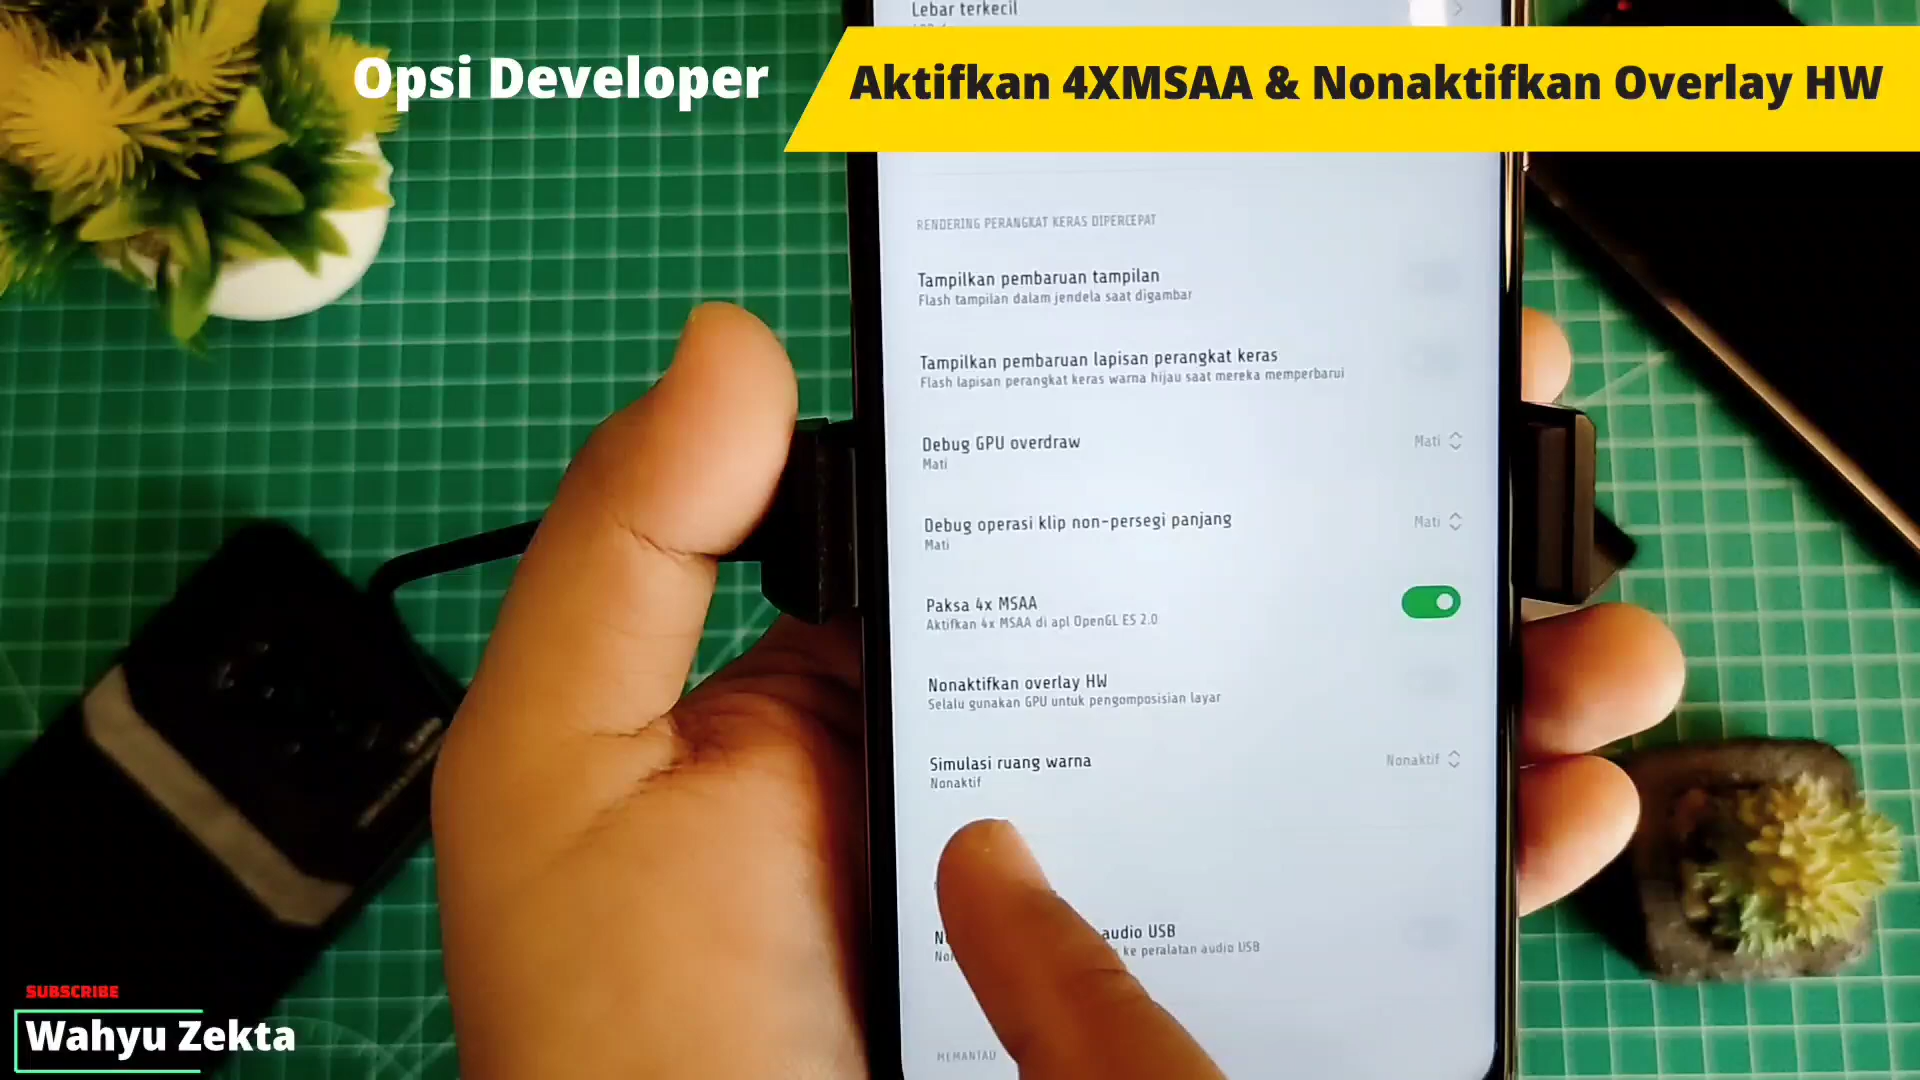 Lebar terkecil
Opsi Developer
Aktifkan 4XMSAA & Nonaktifkan Overlay HW
RENDERING PERANGKAT KERAS DIPERCEPAT
Tampilkan pembaruan tampilan
Flash tampilan dalam jendela saat digambar
Tampilkan pembaruan lapisan perangkat keras
Flash lapisan perangkat keras warna hijau saat mereka memperbarui
Debug GPU overdraw
Mati
Mati
Debug operasi klip non-persegi panjang
Mati
Mati
Paksa 4x MSAA
Aktifkan 4x MSAA di apl OpenGL ES 2.0
Nonaktifkan overlay HW
Selalu gunakan GPU untuk pengomposisian layar
Simulasi ruang warna
Nonaktif
Nonaktif
audio USB
ke peralatan audio USB
MEMANTAU
SUBSCRIBE
Wahyu Zekta